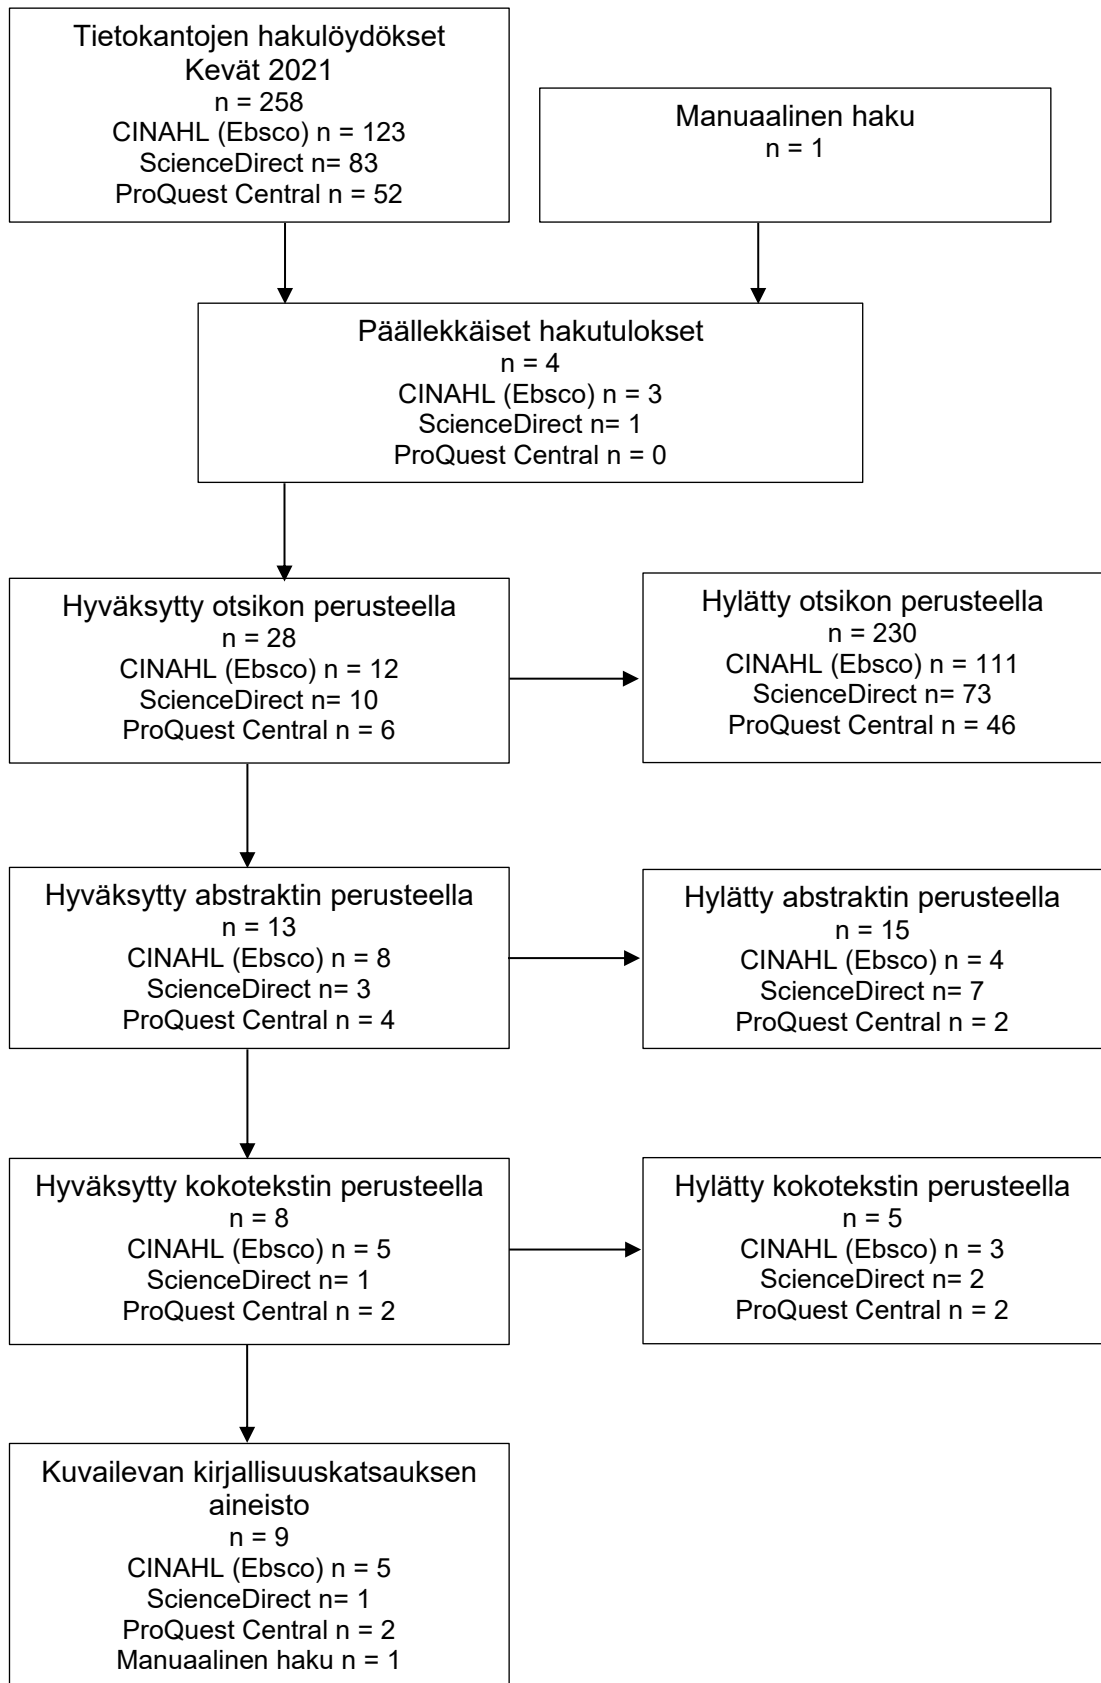 Tietokantojen hakulöydökset
Kevät 2021
n = 258
CINAHL (Ebsco) n = 123
ScienceDirect n= 83
ProQuest Central n = 52
Manuaalinen haku
n = 1
Päällekkäiset hakutulokset
n = 4
CINAHL (Ebsco) n = 3
ScienceDirect n= 1
ProQuest Central n = 0
Hyväksytty otsikon perusteella
n = 28
CINAHL (Ebsco) n = 12
ScienceDirect n= 10
ProQuest Central n = 6
Hylätty otsikon perusteella
n = 230
CINAHL (Ebsco) n = 111
ScienceDirect n= 73
ProQuest Central n = 46
Hyväksytty abstraktin perusteella
n = 13
CINAHL (Ebsco) n = 8
ScienceDirect n= 3
ProQuest Central n = 4
Hylätty abstraktin perusteella
n = 15
CINAHL (Ebsco) n = 4
ScienceDirect n= 7
ProQuest Central n = 2
Hyväksytty kokotekstin perusteella
n = 8
CINAHL (Ebsco) n = 5
ScienceDirect n= 1
ProQuest Central n = 2
Hylätty kokotekstin perusteella
n = 5
CINAHL (Ebsco) n = 3
ScienceDirect n= 2
ProQuest Central n = 2
Kuvailevan kirjallisuuskatsauksen
aineisto
n = 9
CINAHL (Ebsco) n = 5
ScienceDirect n= 1
ProQuest Central n = 2
Manuaalinen haku n = 1